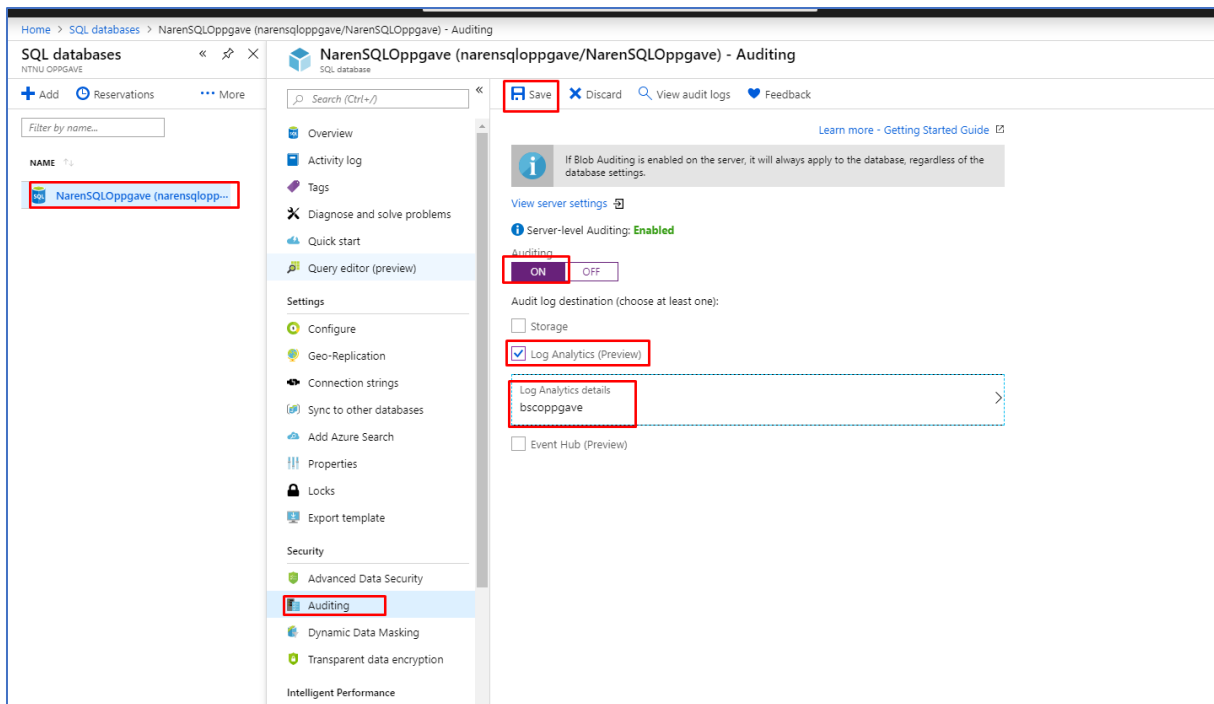 Home > SQL databases > NarenSQLOppgave (narensqloppgave/NarenSQLOppgave) - Auditing
SQL databases
NTNU OPPGAVE
Add Reservations ••• More
Filter by name...
NAME ↑↓
NarenSQLOppgave (narensqlopp···
NarenSQLOppgave (narensqloppgave/NarenSQLOppgave) - Auditing
SQL database
Search (Ctrl+/)
Overview
Activity log
Tags
Diagnose and solve problems
Quick start
Query editor (preview)
Settings
Configure
Geo-Replication
Connection strings
Sync to other databases
Add Azure Search
Properties
Locks
Export template
Security
Advanced Data Security
Auditing
Dynamic Data Masking
Transparent data encryption
Intelligent Performance
Save Discard View audit logs Feedback
Learn more - Getting Started Guide
If Blob Auditing is enabled on the server, it will always apply to the database, regardless of the
database settings.
View server settings
Server-level Auditing: Enabled
Auditing
ON OFF
Audit log destination (choose at least one):
Storage
Log Analytics (Preview)
Log Analytics details
bscoppgave
Event Hub (Preview)